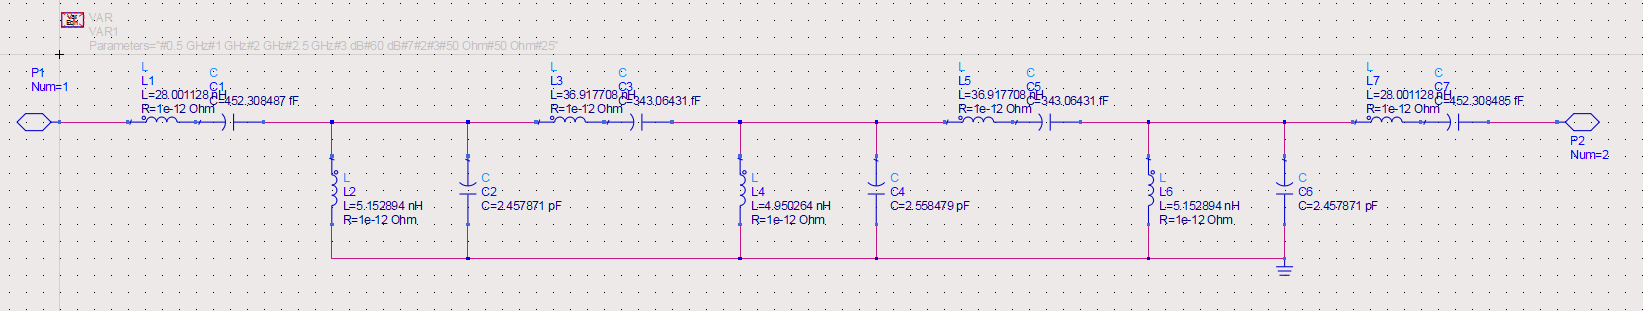 VAR
VAR1
Parameters="#0.5 GHz#1 GHz#2 GHz#2.5 GHz#3 dB#60 dB#7#2#3#50 Ohm#50 Ohm#25"
P1
Num=1
L
L1
L=28.001128 nH
R=1e-12 Ohm
C
C1
C=452.308487 fF
L
L3
L=36.917708 nH
R=1e-12 Ohm
C
C3
C=343.06431 fF
L
L5
L=36.917708 nH
R=1e-12 Ohm
C
C5
C=343.06431 fF
L
L7
L=28.001128 nH
R=1e-12 Ohm
C
C7
C=452.308485 fF
P2
Num=2
L
L2
L=5.152894 nH
R=1e-12 Ohm
C
C2
C=2.457871 pF
L
L4
L=4.950264 nH
R=1e-12 Ohm
C
C4
C=2.558479 pF
L
L6
L=5.152894 nH
R=1e-12 Ohm
C
C6
C=2.457871 pF